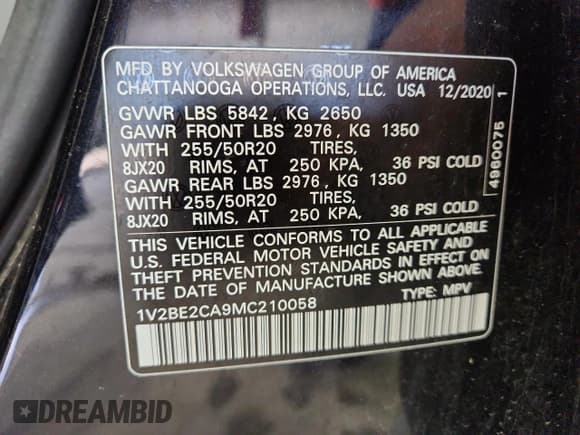 MFD. BY VOLKSWAGEN GROUP OF AMERICA
CHATTANOOGA OPERATIONS, LLC. USA 12/2020
GVWR LBS 5842, KG 2650
GAWR FRONT LBS 2976, KG 1350
WITH 255/50R20 TIRES,
8JX20 RIMS, AT 250 KPA, 36 PSI COLD
GAWR REAR LBS 2976, KG 1350
WITH 255/50R20 TIRES,
8JX20 RIMS, AT 250 KPA, 36 PSI COLD
THIS VEHICLE CONFORMS TO ALL APPLICABLE
U.S. FEDERAL MOTOR VEHICLE SAFETY AND
THEFT PREVENTION STANDARDS IN EFFECT ON
THE DATE OF MANUFACTURE SHOWN ABOVE.
1V2BE2CA9MC210058 TYPE: MPV
4960075 1
DREAMBID